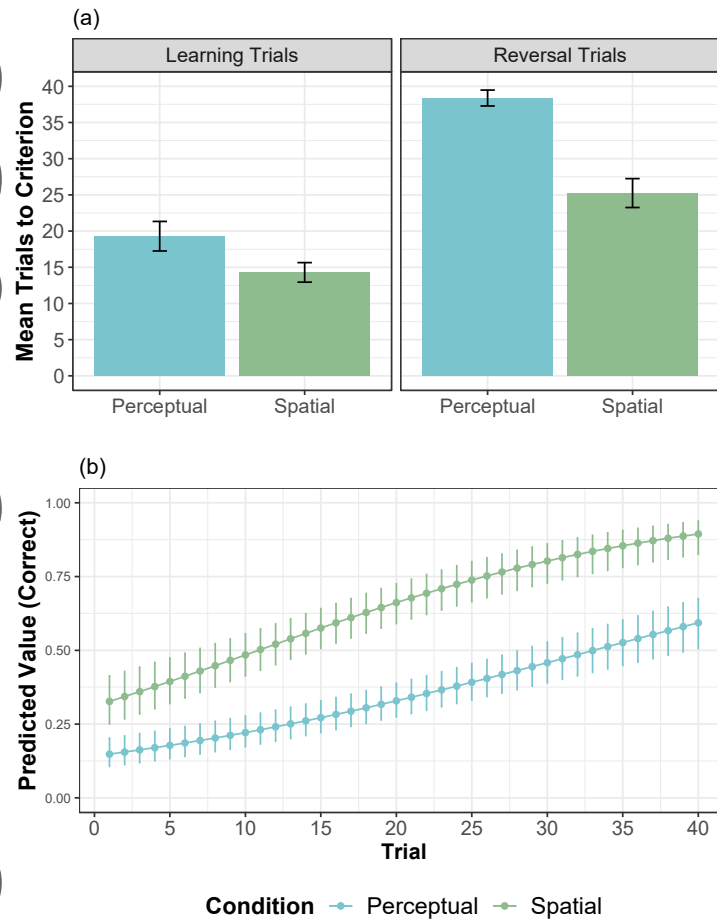 (a)
Learning Trials Reversal Trials
Mean Trials to Criterion
40
35
30
25
20
15
10
5
0
Perceptual Spatial Perceptual Spatial
(b)
Predicted Value (Correct)
1.00
0.75
0.50
0.25
0.00
0 5 10 15 20 25 30 35 40
Trial
Condition Perceptual Spatial